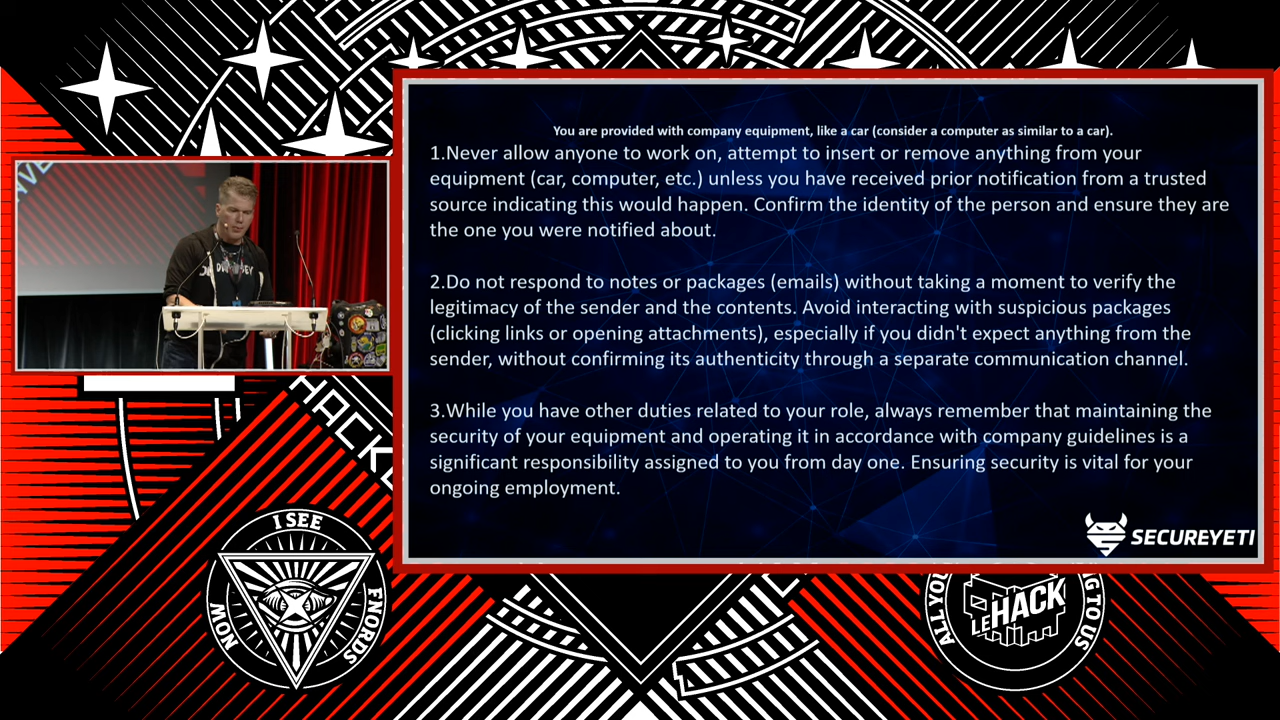 You are provided with company equipment, like a car (consider a computer as similar to a car).
1.Never allow anyone to work on, attempt to insert or remove anything from your
equipment (car, computer, etc.) unless you have received prior notification from a trusted
source indicating this would happen. Confirm the identity of the person and ensure they are
the one you were notified about.
2.Do not respond to notes or packages (emails) without taking a moment to verify the
legitimacy of the sender and the contents. Avoid interacting with suspicious packages
(clicking links or opening attachments), especially if you didn't expect anything from the
sender, without confirming its authenticity through a separate communication channel.
3.While you have other duties related to your role, always remember that maintaining the
security of your equipment and operating it in accordance with company guidelines is a
significant responsibility assigned to you from day one. Ensuring security is vital for your
ongoing employment.
SECUREYETI
HACK
I SEE
FNORDS
NOW
LEHACK
ALL YO
NG TO US